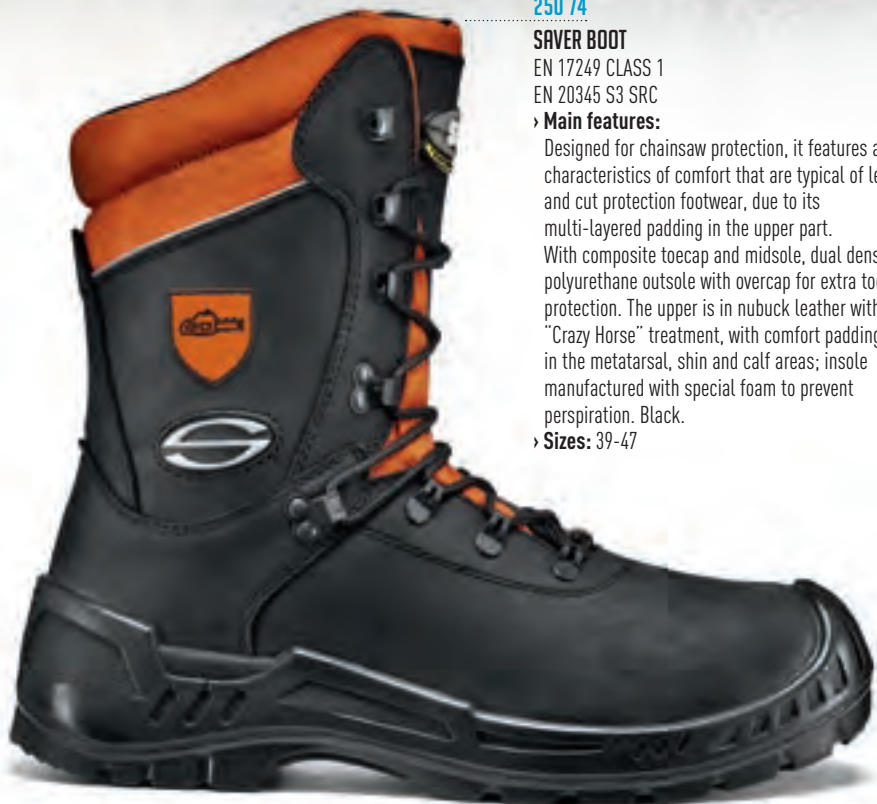 250 74
SAVER BOOT
EN 17249 CLASS 1
EN 20345 S3 SRC
› Main features:
Designed for chainsaw protection, it features
characteristics of comfort that are typical of
and cut protection footwear, due to its
multi-layered padding in the upper part.
With composite toecap and midsole, dual
polyurethane outsole with overcap for extra
protection. The upper is in nubuck leather with
"Crazy Horse" treatment, with comfort padding
in the metatarsal, shin and calf areas; insole
manufactured with special foam to prevent
perspiration. Black.
› Sizes: 39-47